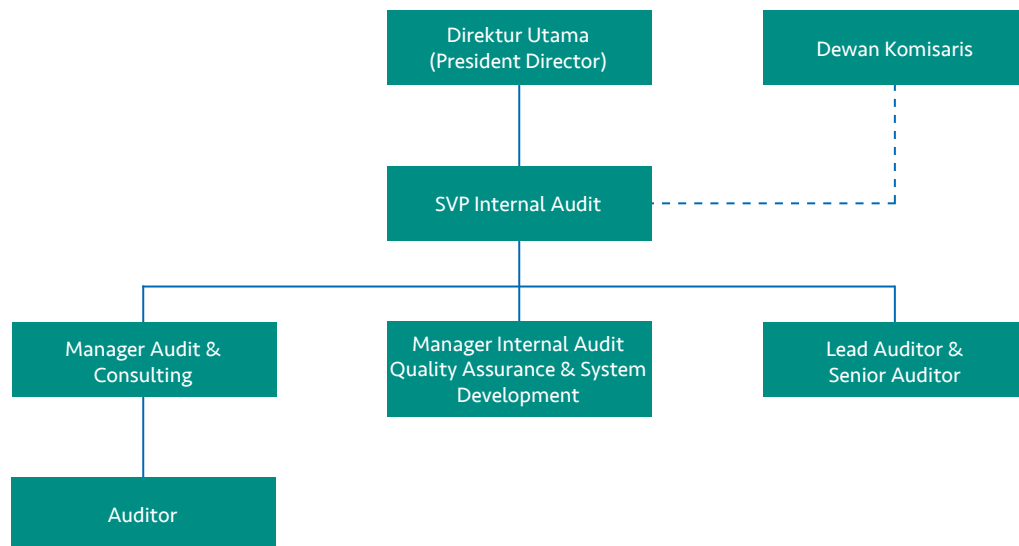 Direktur Utama
(President Director)
Dewan Komisaris
SVP Internal Audit
Manager Audit &
Consulting
Manager Internal Audit
Quality Assurance & System
Development
Lead Auditor &
Senior Auditor
Auditor